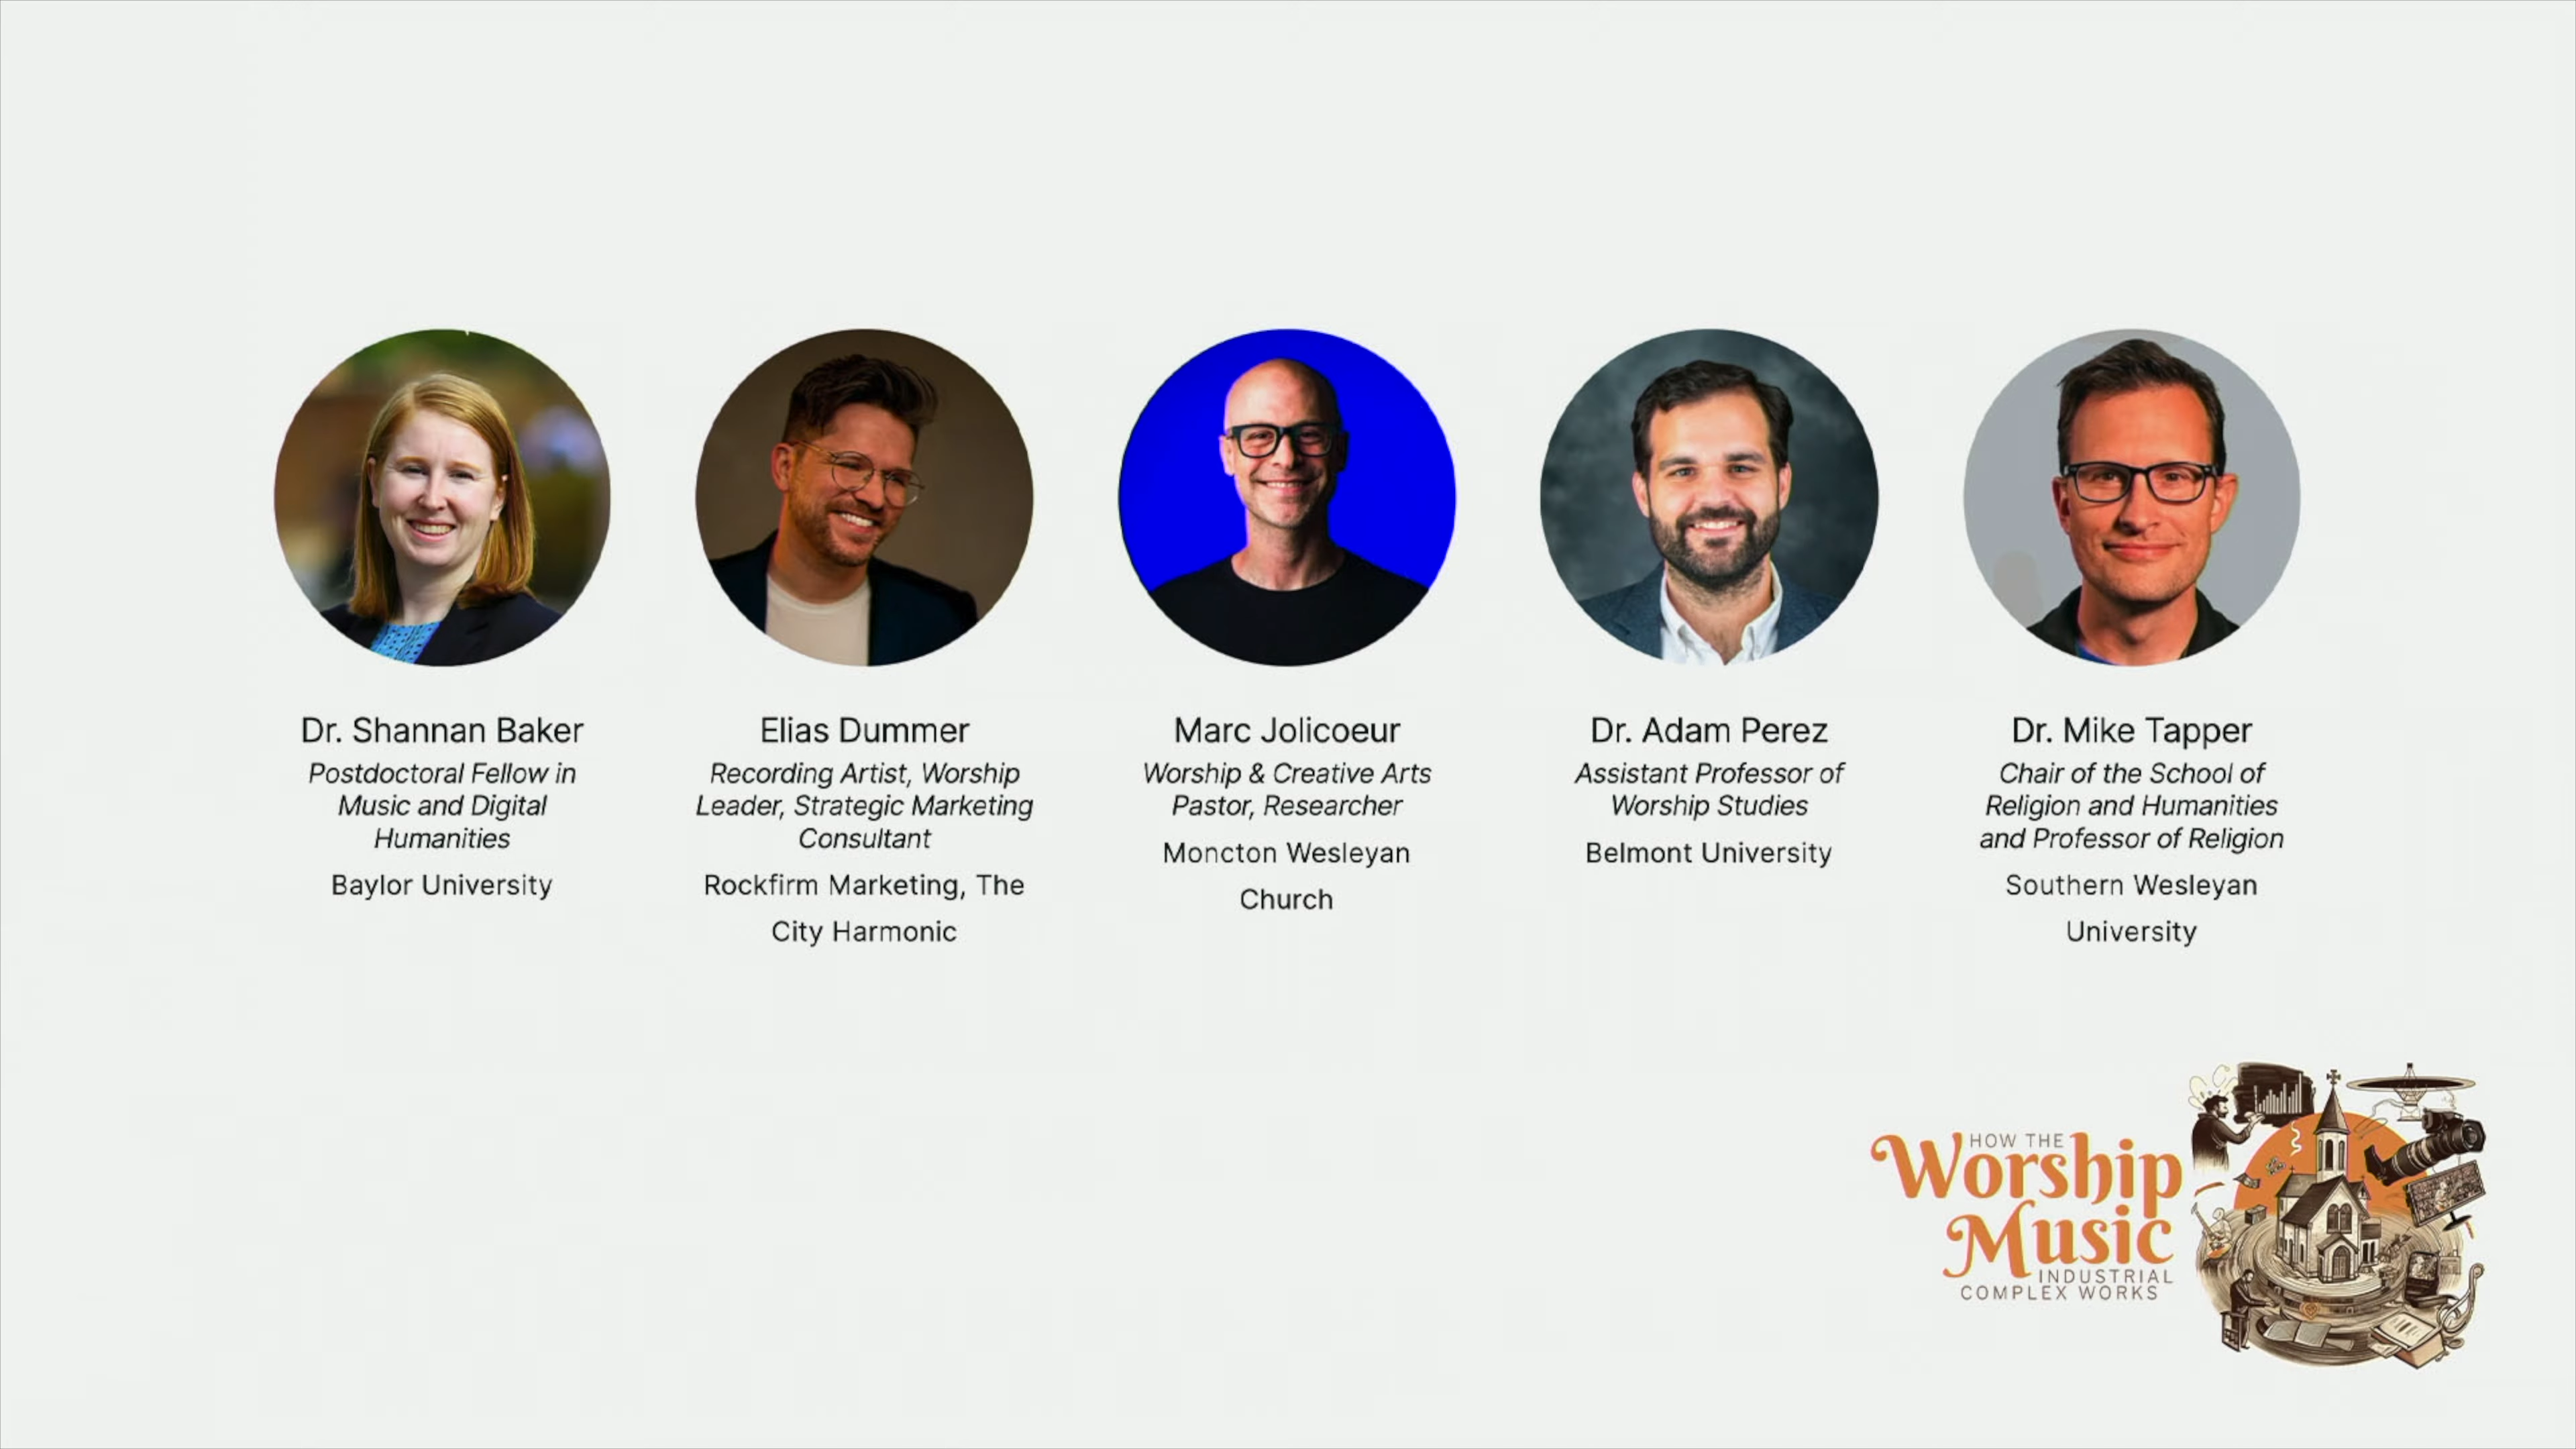 Dr. Shannan Baker
Postdoctoral Fellow in
Music and Digital
Humanities
Baylor University
Elias Dummer
Recording Artist, Worship
Leader, Strategic Marketing
Consultant
Rockfirm Marketing, The
City Harmonic
Marc Jolicoeur
Worship & Creative Arts
Pastor, Researcher
Moncton Wesleyan
Church
Dr. Adam Perez
Assistant Professor of
Worship Studies
Belmont University
Dr. Mike Tapper
Chair of the School of
Religion and Humanities
and Professor of Religion
Southern Wesleyan
University
HOW THE
Worship
Music
INDUSTRIAL
COMPLEX WORKS